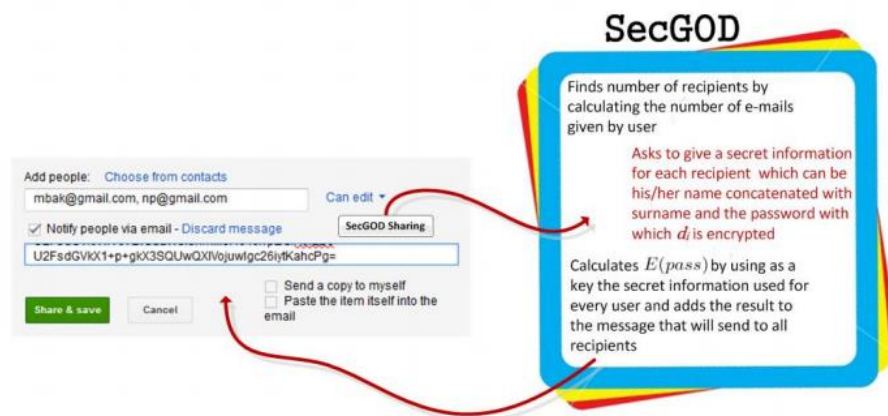 SecGOD
Finds number of recipients by
calculating the number of e-mails
given by user
Asks to give a secret information
for each recipient which can be
his/her name concatenated with
surname and the password with
which di is encrypted
Calculates E(pass) by using as a
key the secret information used for
every user and adds the result to
the message that will send to all
recipients
Add people: Choose from contacts
mbak@gmail.com, np@gmail.com
Can edit
Notify people via email - Discard message
SecGOD Sharing
Send a copy to myself
Paste the item itself into the
email
Share & save
Cancel